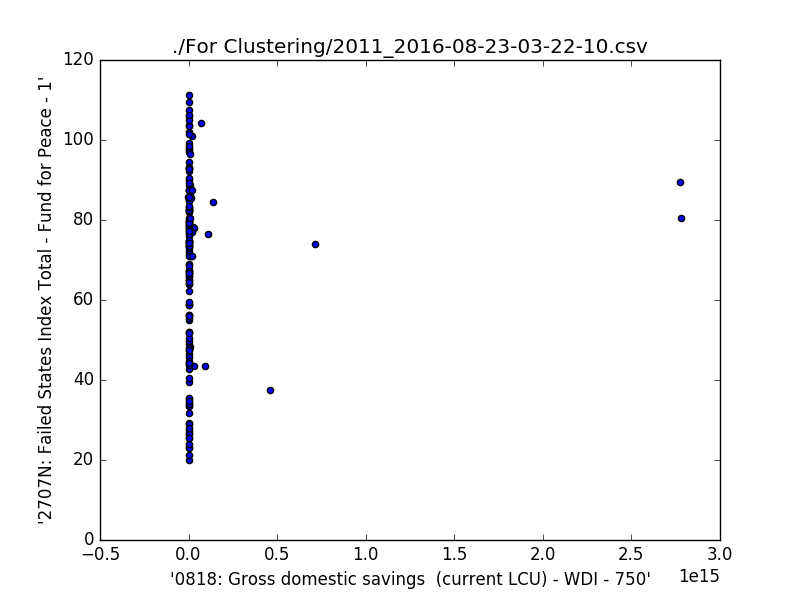 ./For Clustering/2011_2016-08-23-03-22-10.csv
120
100
80
60
40
20
0
'2707N: Failed States Index Total - Fund for Peace - 1'
−0.5 0.0 0.5 1.0 1.5 2.0 2.5 3.0
1e15
'0818: Gross domestic savings  (current LCU) - WDI - 750'